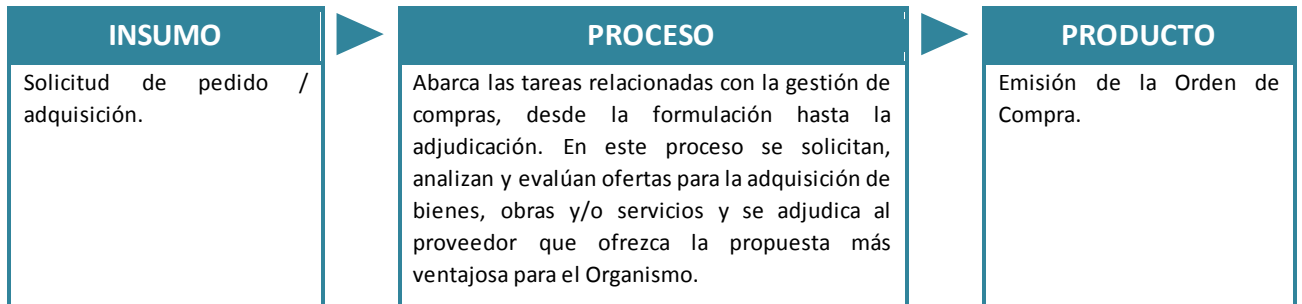 INSUMO
Solicitud de pedido /
adquisición.
PROCESO
Abarca las tareas relacionadas con la gestión de
compras, desde la formulación hasta la
adjudicación. En este proceso se solicitan,
analizan y evalúan ofertas para la adquisición de
bienes, obras y/o servicios y se adjudica al
proveedor que ofrezca la propuesta más
ventajosa para el Organismo.
PRODUCTO
Emisión de la Orden de
Compra.